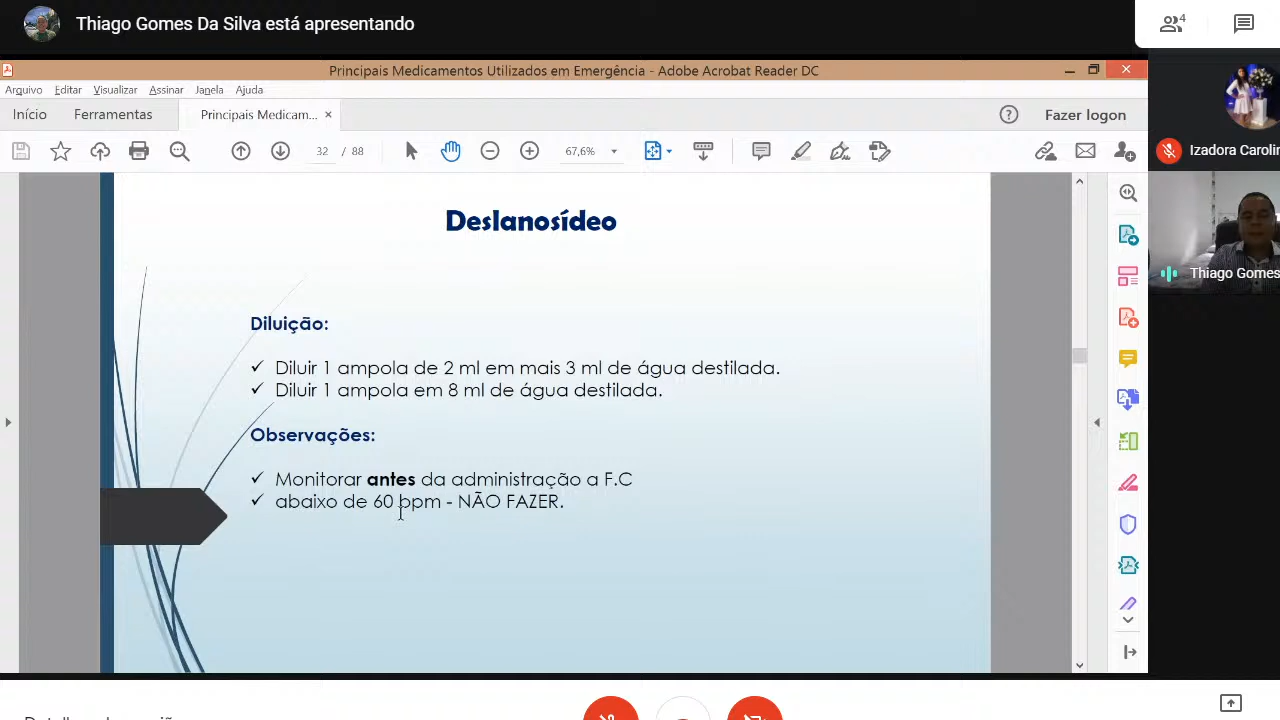 Thiago Gomes Da Silva está apresentando
4
Principais Medicamentos Utilizados em Emergência - Adobe Acrobat Reader DC
Arquivo Editar Visualizar Assinar Janela Ajuda
Início Ferramentas Principais Medicam... × Fazer logon
32 / 88 67,6%
Izadora Carolin
Thiago Gomes
Deslanosídeo
Diluição:
✓ Diluir 1 ampola de 2 ml em mais 3 ml de água destilada.
✓ Diluir 1 ampola em 8 ml de água destilada.
Observações:
✓ Monitorar antes da administração a F.C
✓ abaixo de 60 bpm - NÃO FAZER.